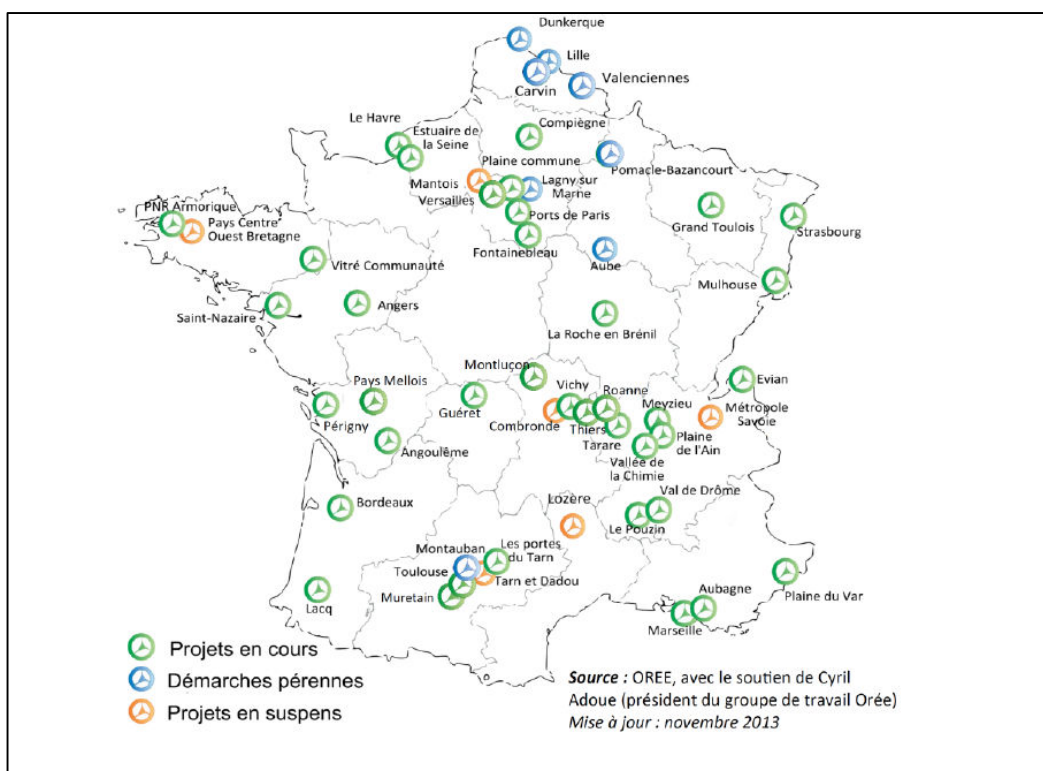 Dunkerque
Lille
Carvin
Valenciennes
Le Havre
Estuaire de
la Seine
Compiègne
Plaine commune
Pomacle-Bazancourt
Mantois
Versailles
Lagny sur
Marne
Ports de Paris
Fontainebleau
Grand Toulois
Strasbourg
PNR Armorique
Pays Centre
Ouest Bretagne
Vitré Communauté
Aube
Mulhouse
Saint-Nazaire
Angers
La Roche en Brénil
Montluçon
Pays Mellois
Guéret
Vichy
Roanne
Meyzieu
Evian
Métropole
Savoie
Périgny
Combronde
Thiers
Tarare
Plaine
de l'Ain
Angoulême
Vallée de
la Chimie
Bordeaux
Lozère
Val de Drôme
Le Pouzin
Montauban
Les portes
du Tarn
Toulouse
Tarn et Dadou
Muretain
Lacq
Aubagne
Plaine du Var
Marseille
Projets en cours
Démarches pérennes
Projets en suspens
Source : OREE, avec le soutien de Cyril
Adoue (président du groupe de travail Orée)
Mise à jour : novembre 2013